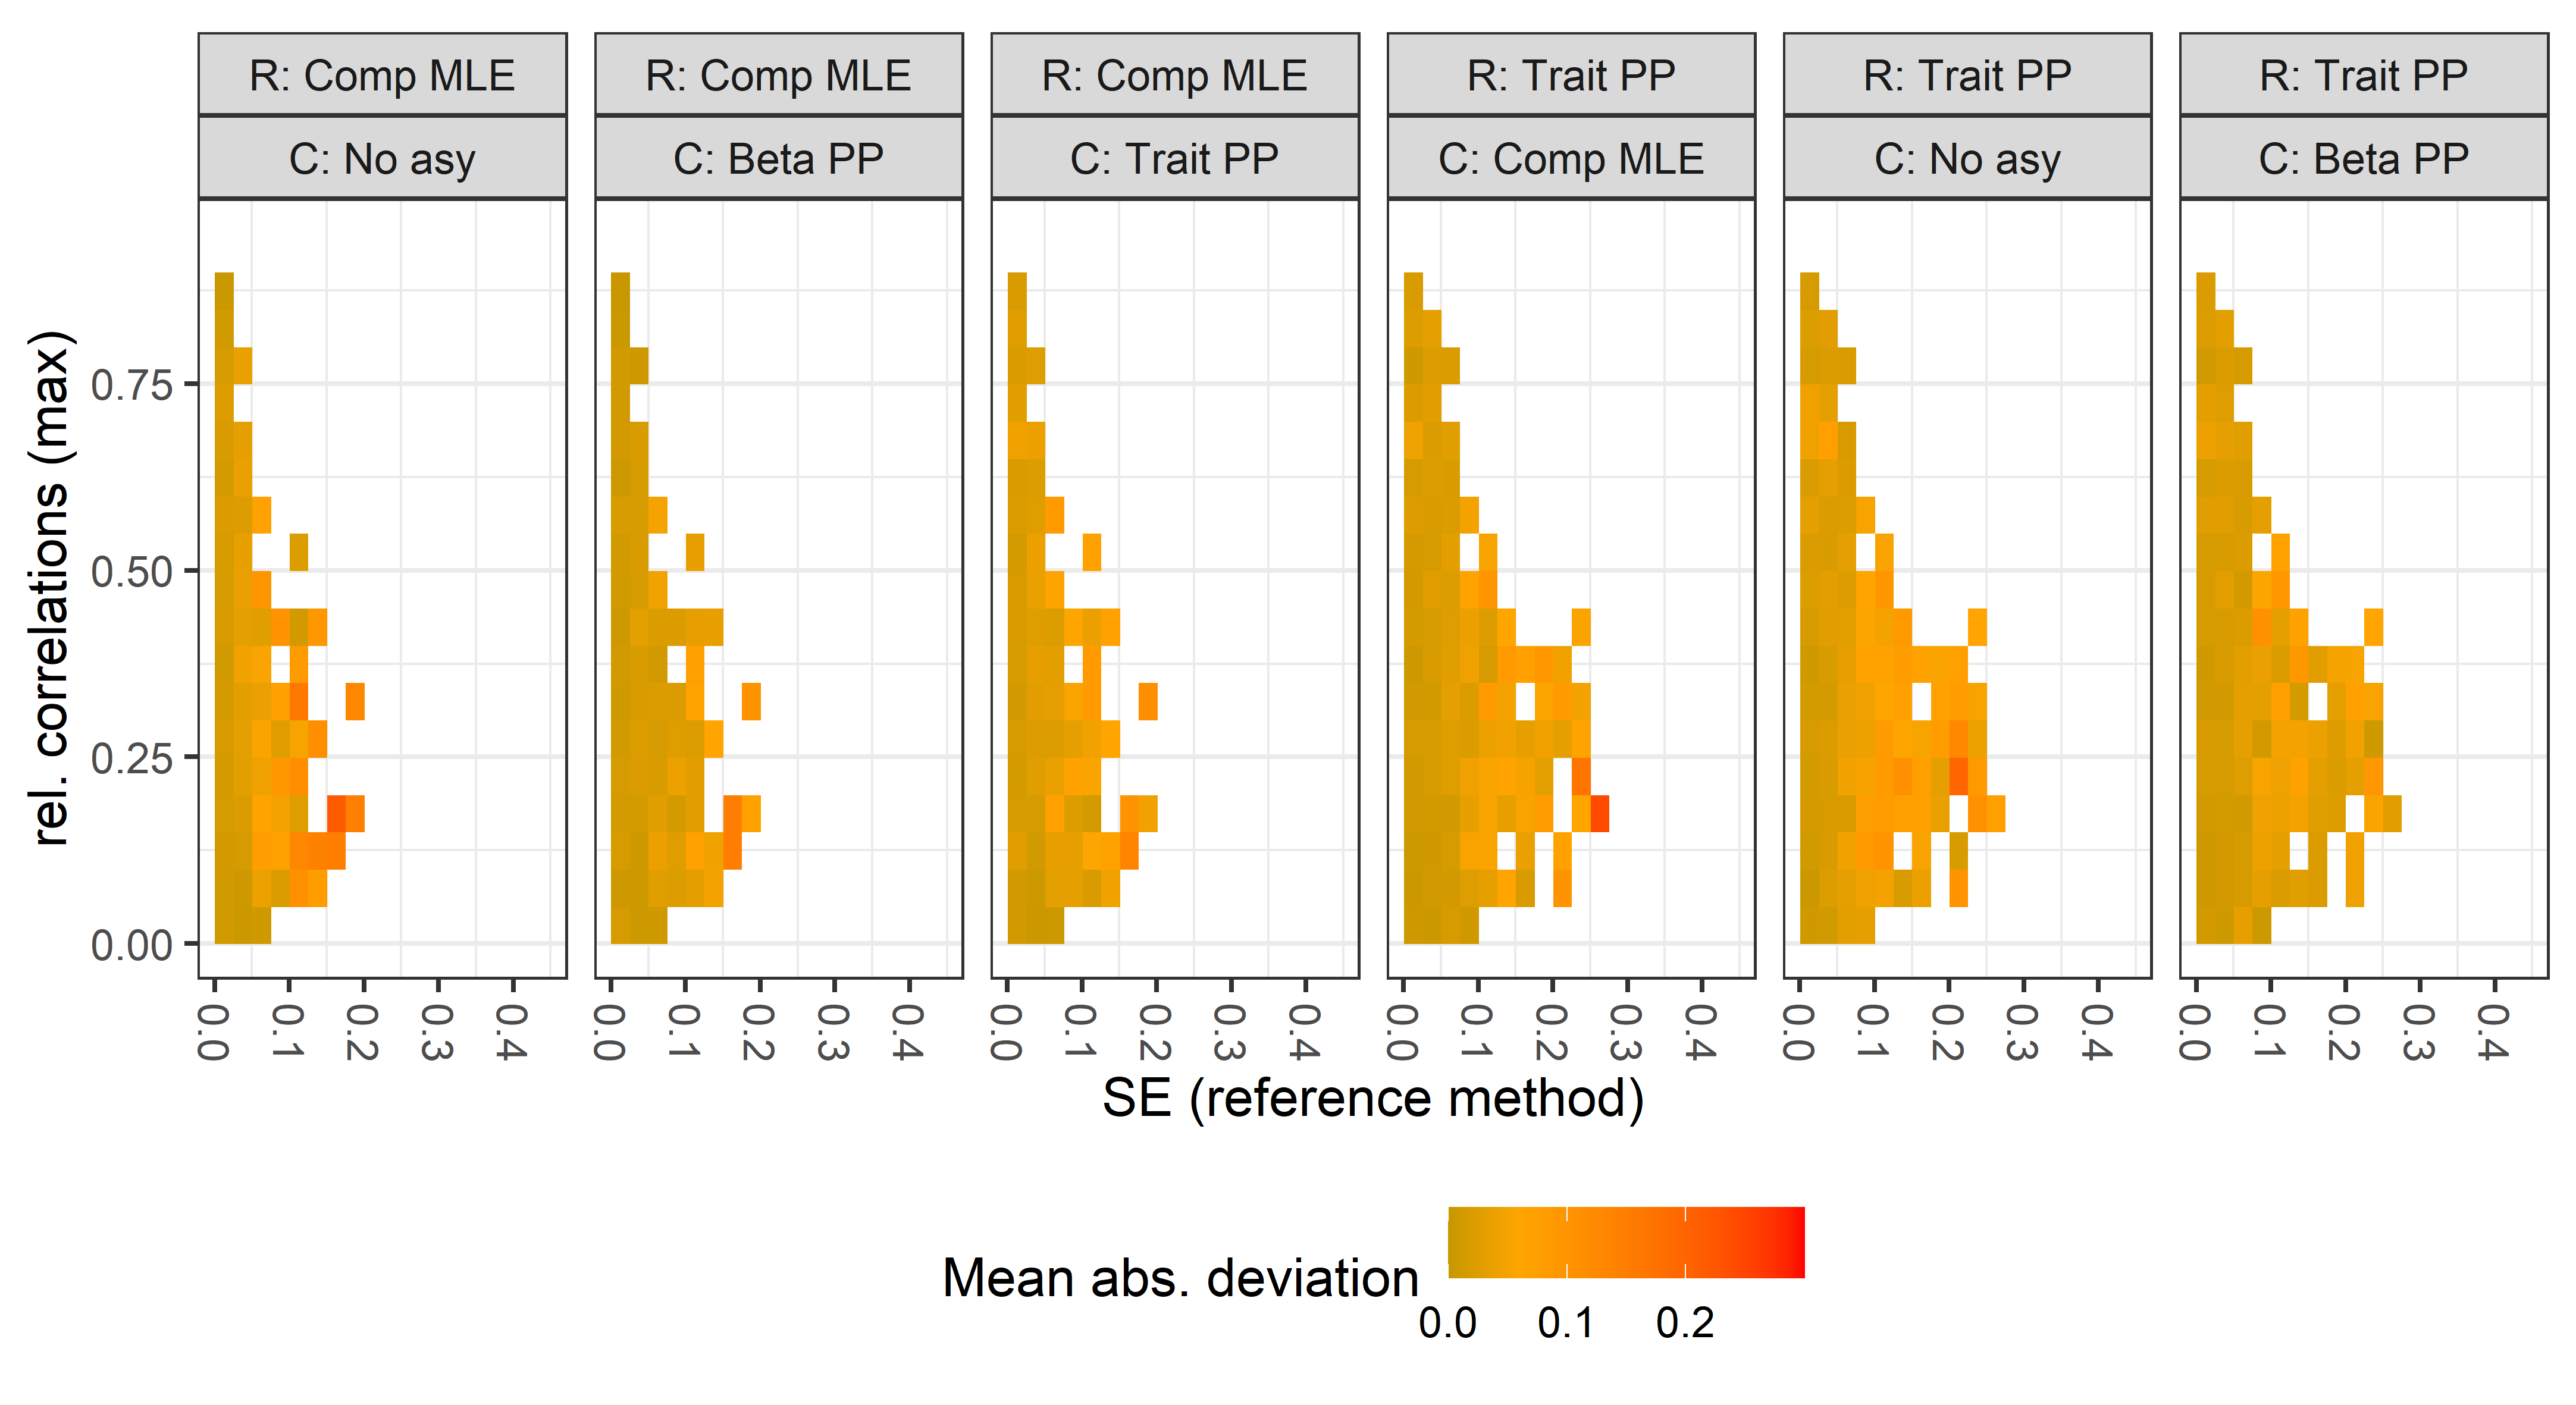 R: Comp MLE R: Comp MLE R: Comp MLE R: Trait PP R: Trait PP R: Trait PP
C: No asy C: Beta PP C: Trait PP C: Comp MLE C: No asy C: Beta PP
rel. correlations (max)
0.75
0.50
0.25
0.00
0.0 0.1 0.2 0.3 0.4 0.0 0.1 0.2 0.3 0.4 0.0 0.1 0.2 0.3 0.4 0.0 0.1 0.2 0.3 0.4 0.0 0.1 0.2 0.3 0.4 0.0 0.1 0.2 0.3 0.4
SE (reference method)
Mean abs. deviation
0.0 0.1 0.2